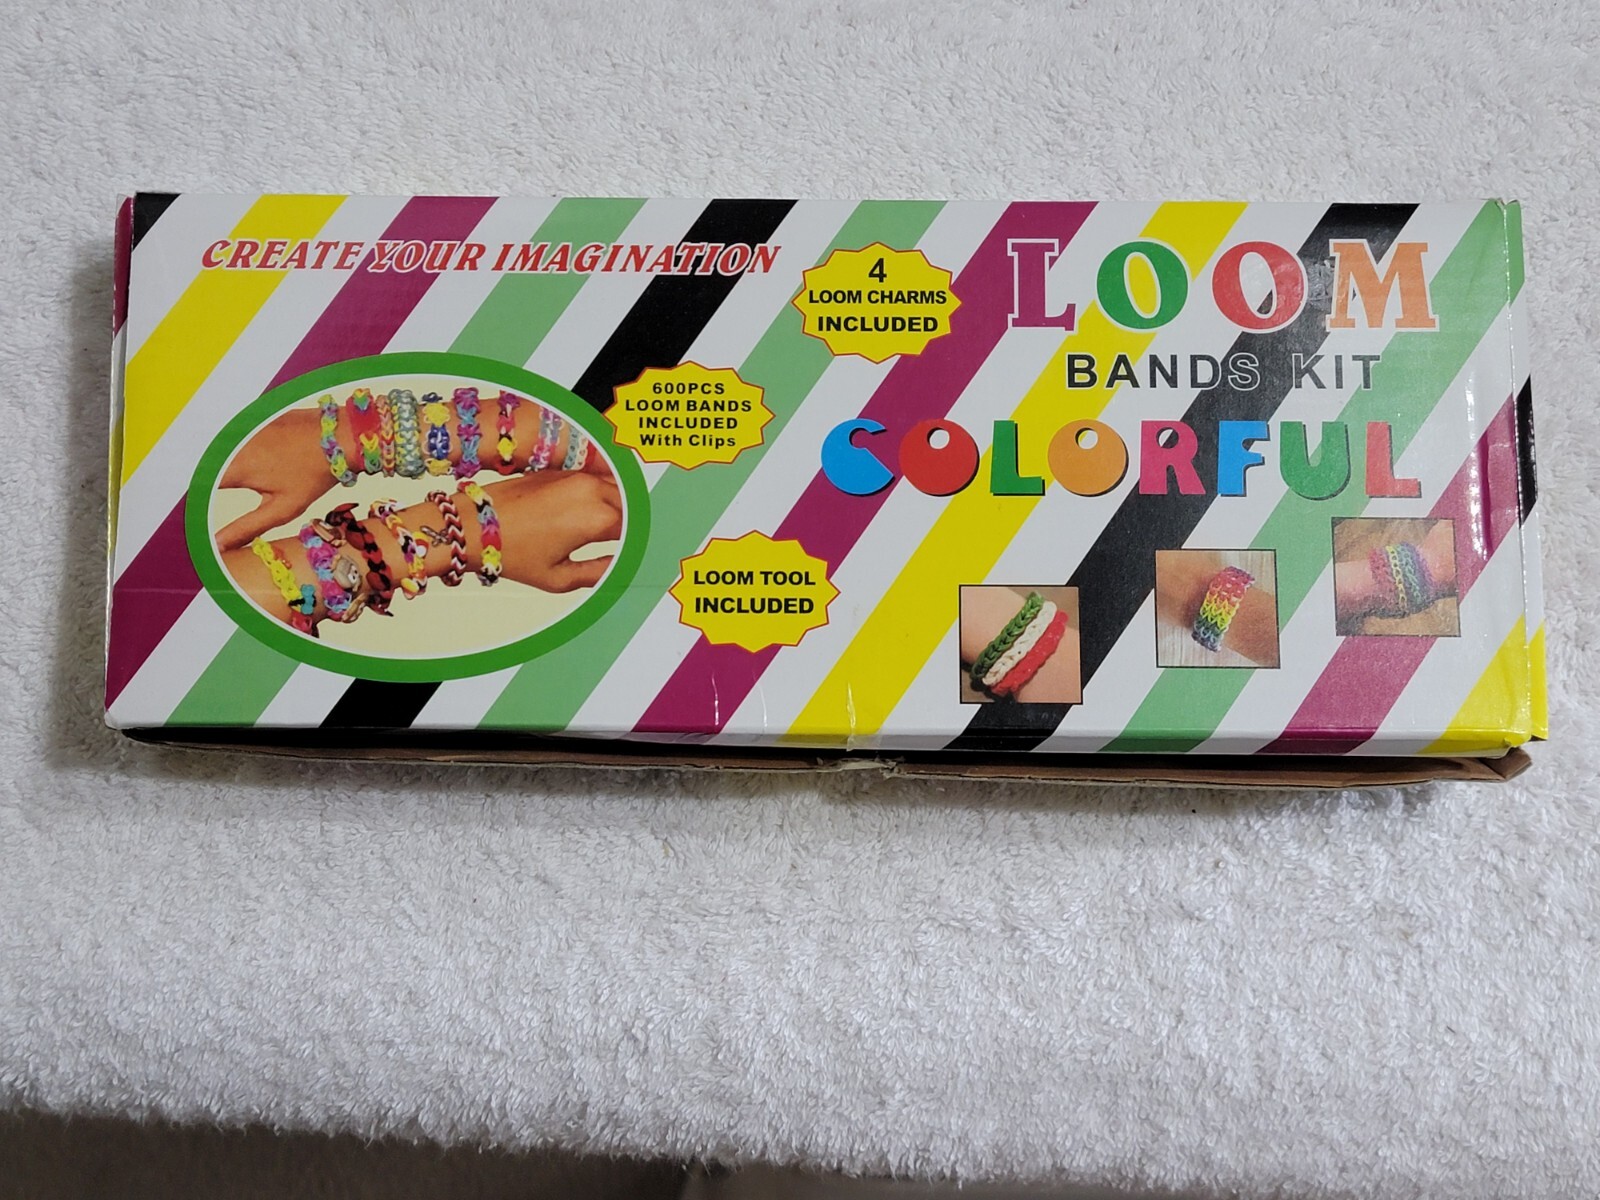 CREATE YOUR IMAGINATION
4
LOOM CHARMS
INCLUDED
600PCS
LOOM BANDS
INCLUDED
With Clips
LOOM TOOL
INCLUDED
LOOM
BANDS KIT
COLORFUL